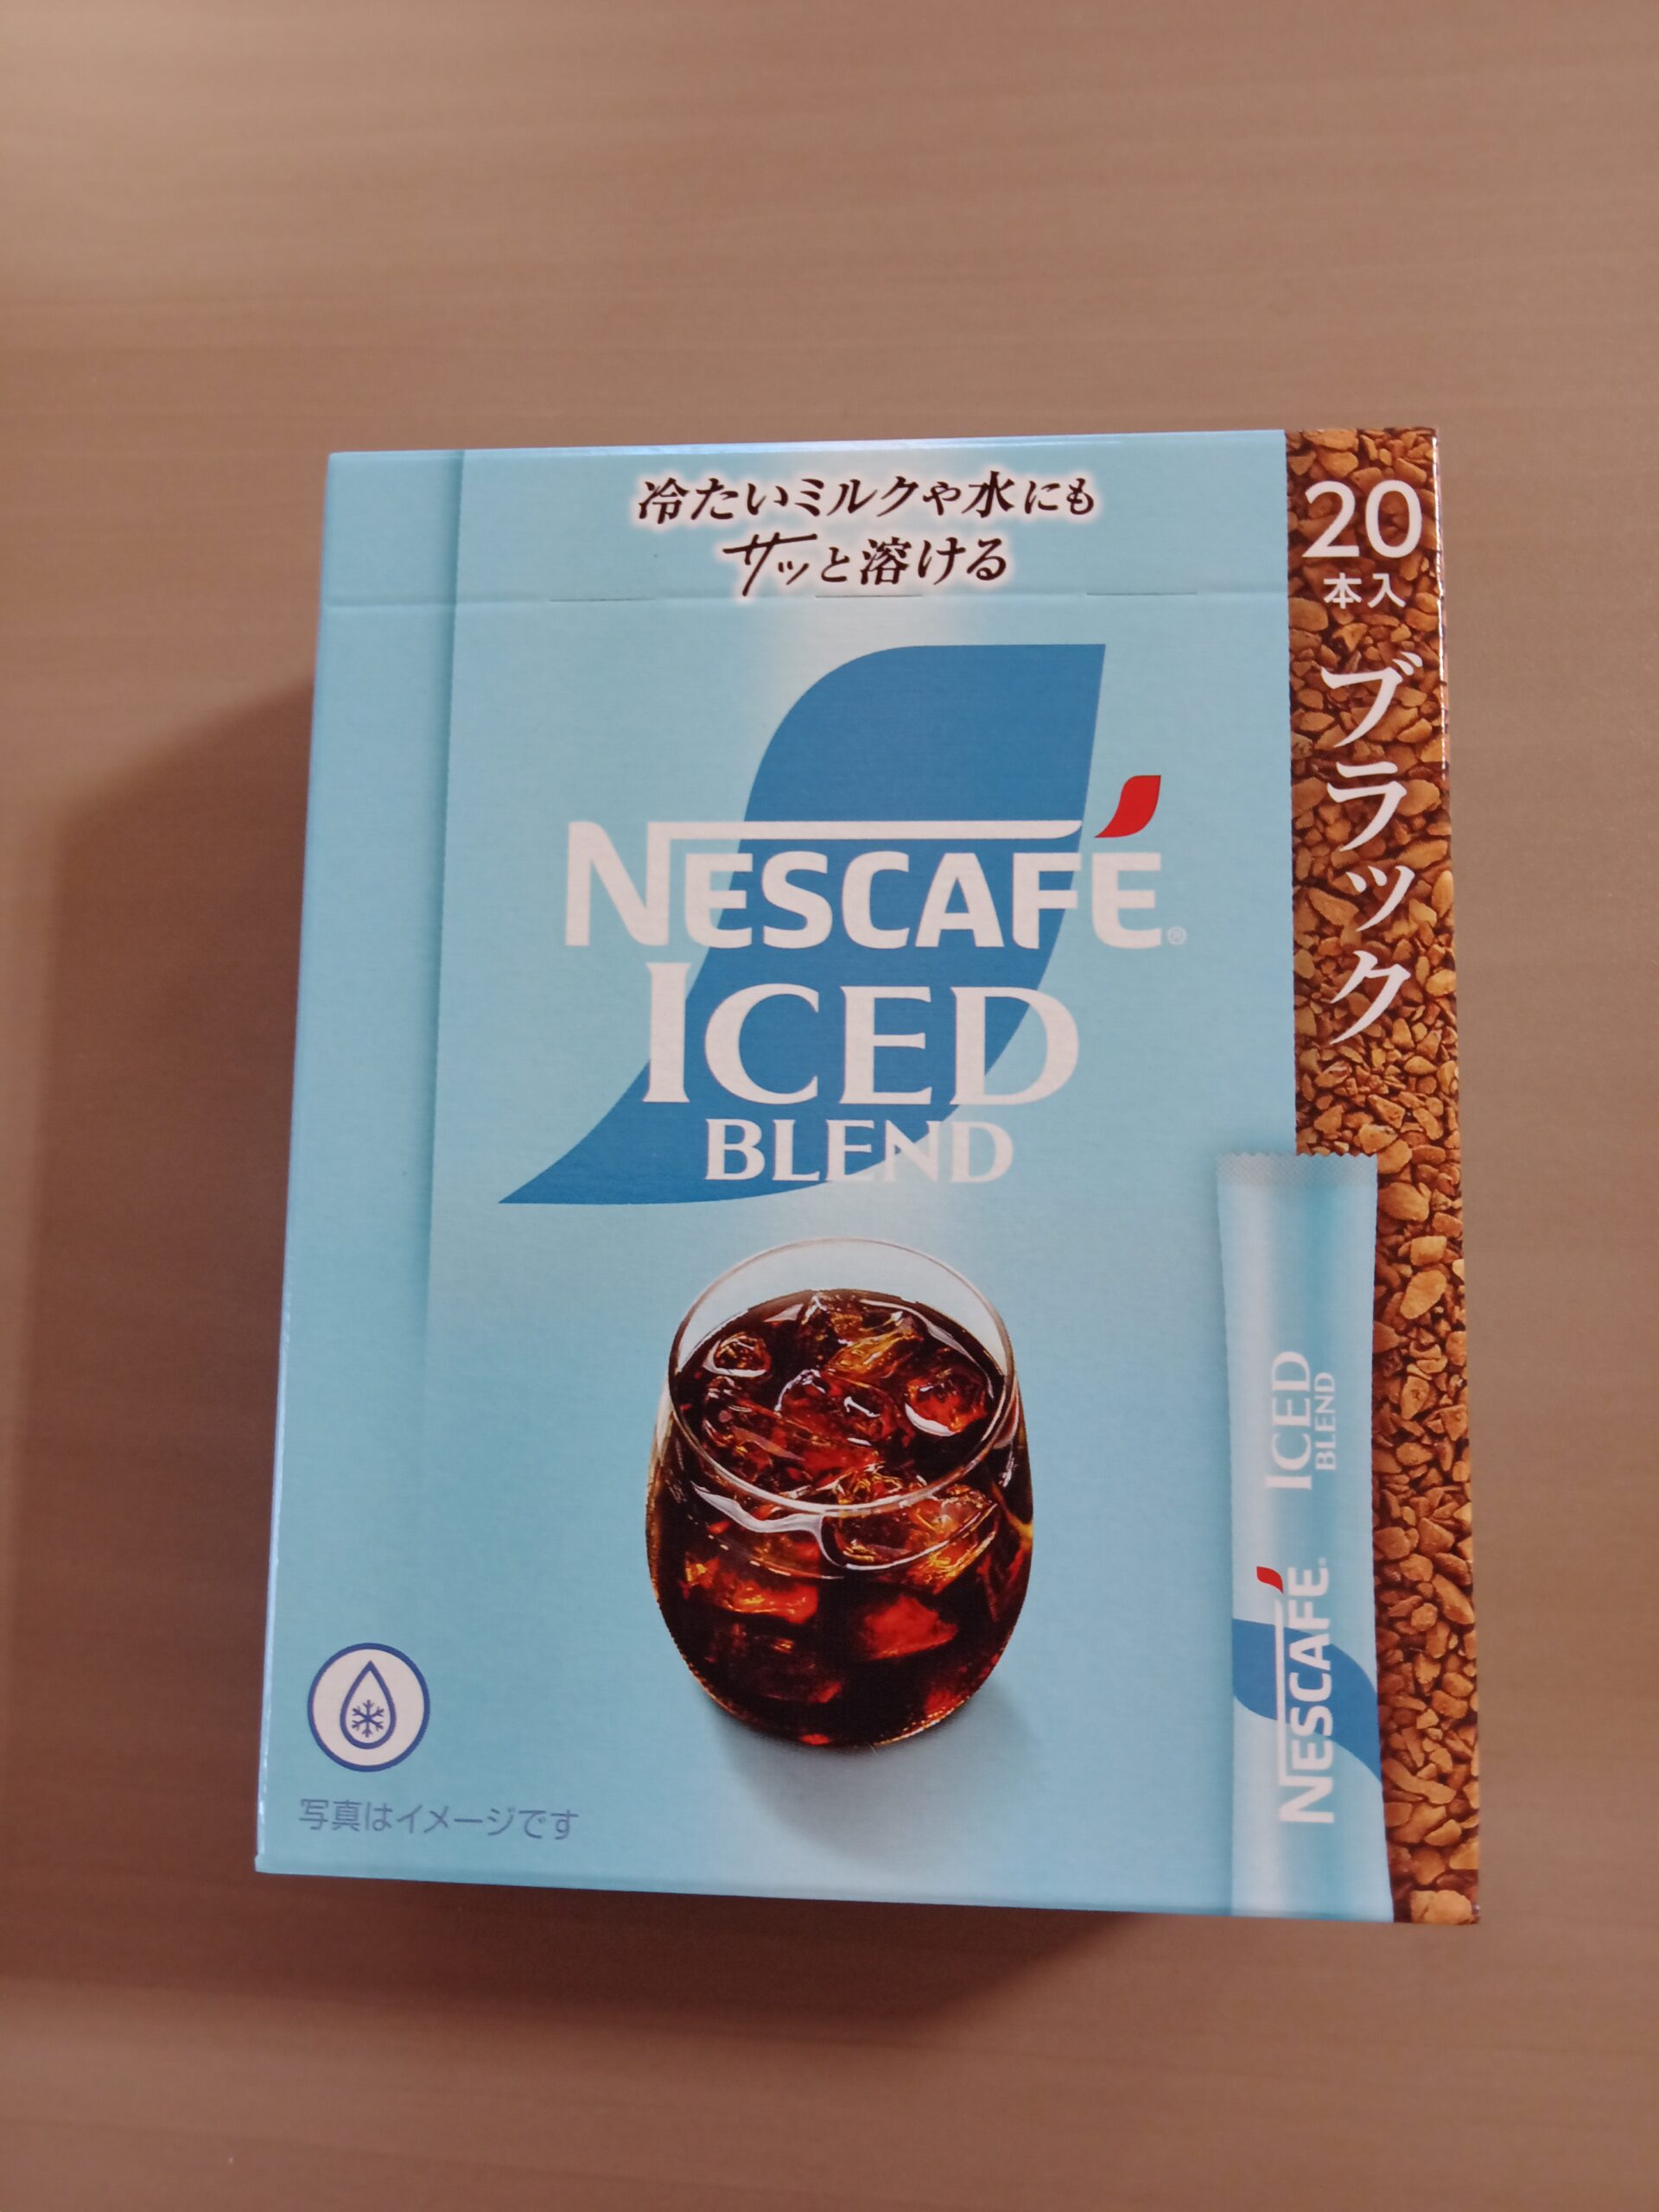 冷たいミルクや水にも
サッと溶ける
20
本入
ブラック
NESCAFÉ®
ICED
BLEND
NESCAFÉ® ICED
BLEND
写真はイメージです